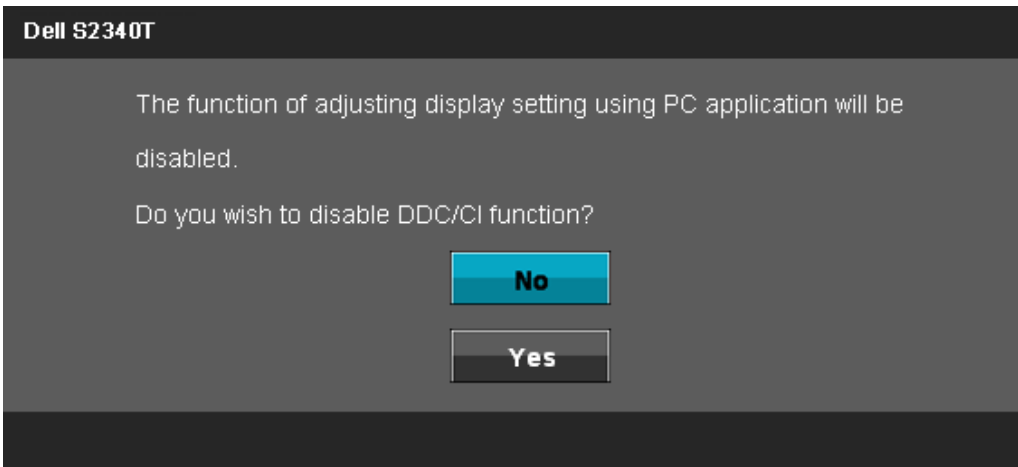 Dell S2340T
The function of adjusting display setting using PC application will be
disabled.
Do you wish to disable DDC/CI function?
No
Yes